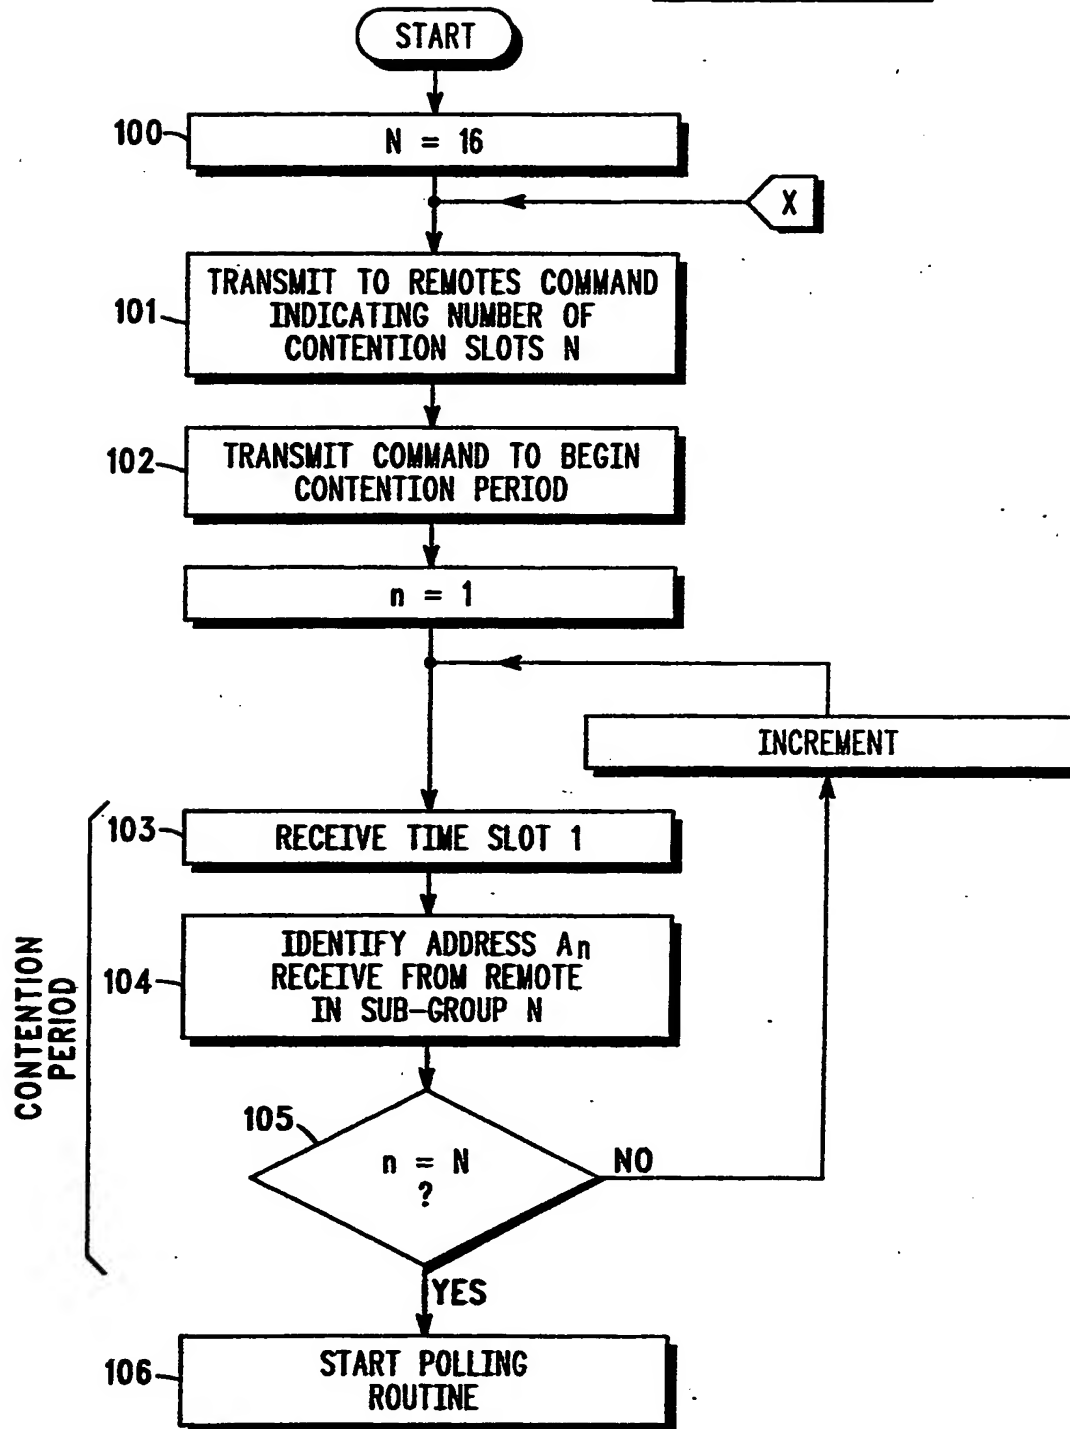 START
100
N = 16
X
101
TRANSMIT TO REMOTES COMMAND
INDICATING NUMBER OF
CONTENTION SLOTS N
102
TRANSMIT COMMAND TO BEGIN
CONTENTION PERIOD
n = 1
INCREMENT
103
RECEIVE TIME SLOT 1
CONTENTION
PERIOD
104
IDENTIFY ADDRESS An
RECEIVE FROM REMOTE
IN SUB-GROUP N
105
n = N
?
NO
YES
106
START POLLING
ROUTINE